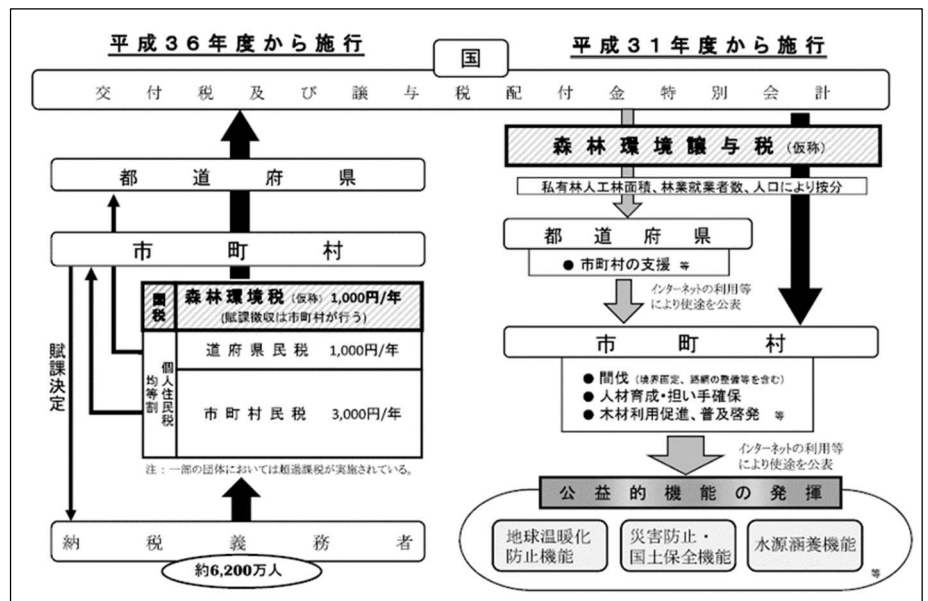 平成36年度から施行
平成31年度から施行
国
交付税及び譲与税配付金特別会計
都道府県
市町村
国税
森林環境税(仮称) 1,000円/年
(賦課徴収は市町村が行う)
個人住民税
均等割
道府県民税 1,000円/年
市町村民税 3,000円/年
注:一部の団体においては超過課税が実施されている。
賦課決定
納税義務者
約6,200万人
森林環境譲与税(仮称)
私有林人工林面積、林業就業者数、人口により按分
都道府県
● 市町村の支援 等
インターネットの利用等
により使途を公表
市町村
● 間伐(境界画定、路網の整備等を含む)
● 人材育成・担い手確保
● 木材利用促進、普及啓発 等
インターネットの利用等
により使途を公表
公益的機能の発揮
地球温暖化
防止機能
災害防止・
国土保全機能
水源涵養機能
等